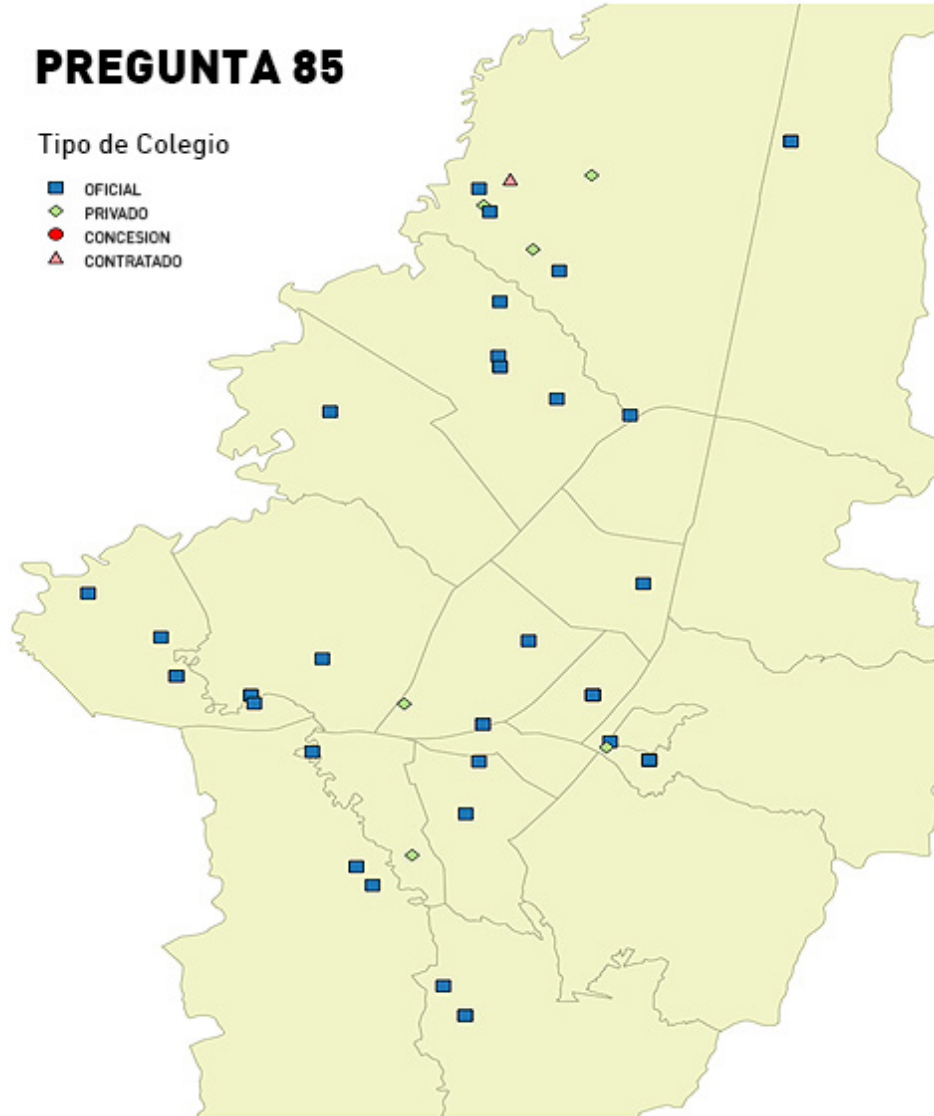 PREGUNTA 85
Tipo de Colegio
OFICIAL
PRIVADO
CONCESION
CONTRATADO